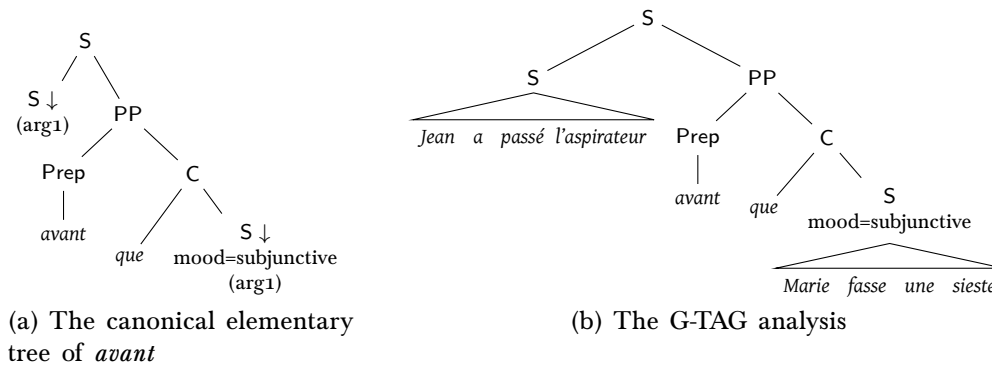 S
S ↓
(arg1)
PP
Prep
C
avant
que
S ↓
mood=subjunctive
(arg1)
(a) The canonical elementary
tree of avant
S
S
PP
Jean a passé l'aspirateur
Prep
C
avant
que
S
mood=subjunctive
Marie fasse une sieste
(b) The G-TAG analysis